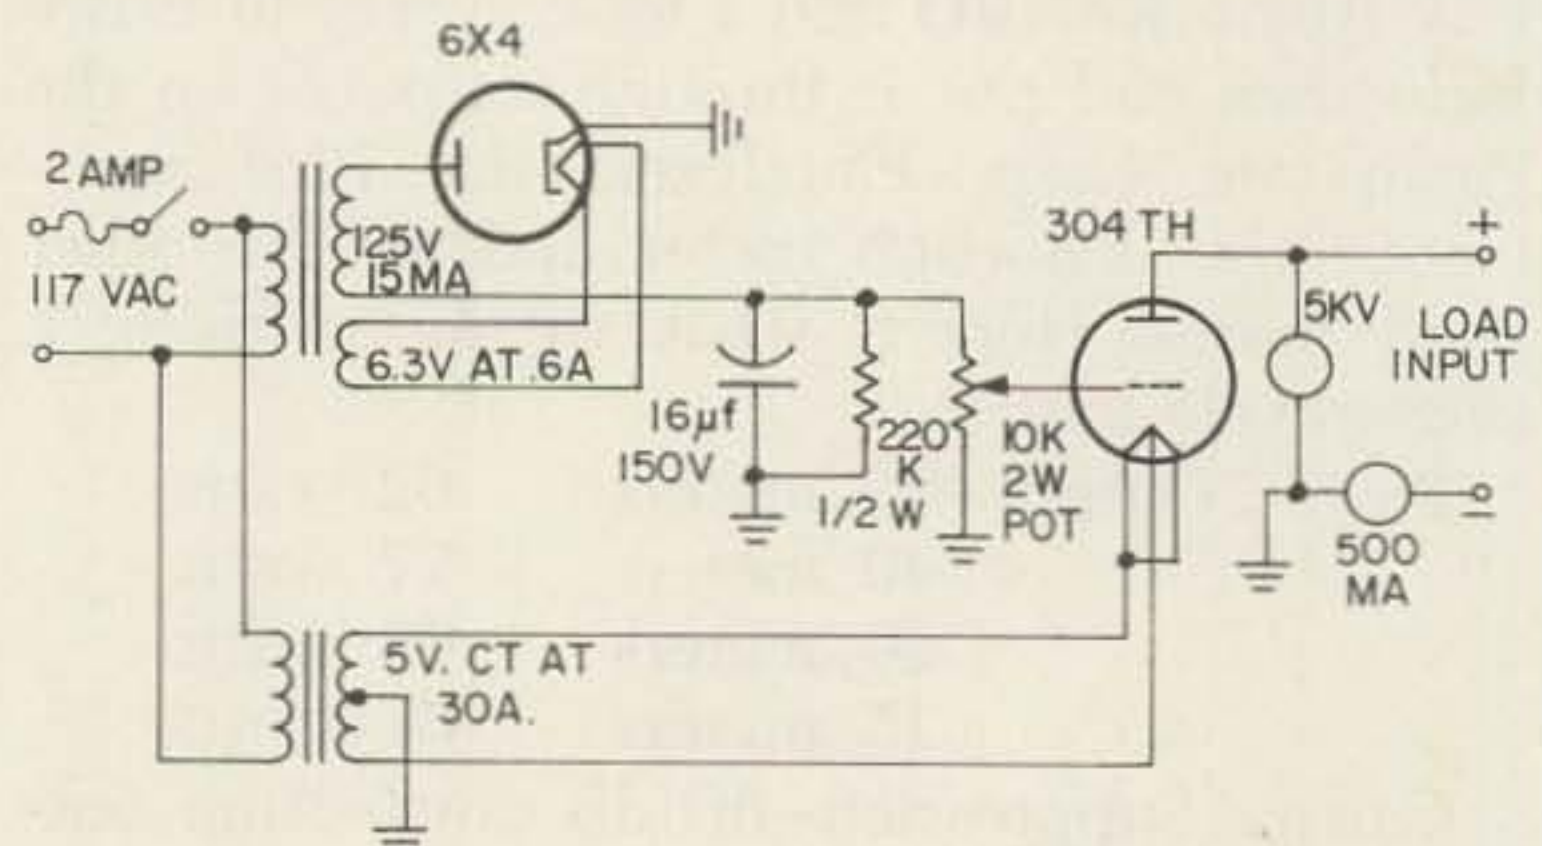 6X4
2 AMP
117 VAC
125V
15MA
6.3V AT .6A
16µf
150V
220
K
1/2 W
10K
2W
POT
304 TH
5KV
+
LOAD
INPUT
−
500
MA
5V. CT AT
30A.